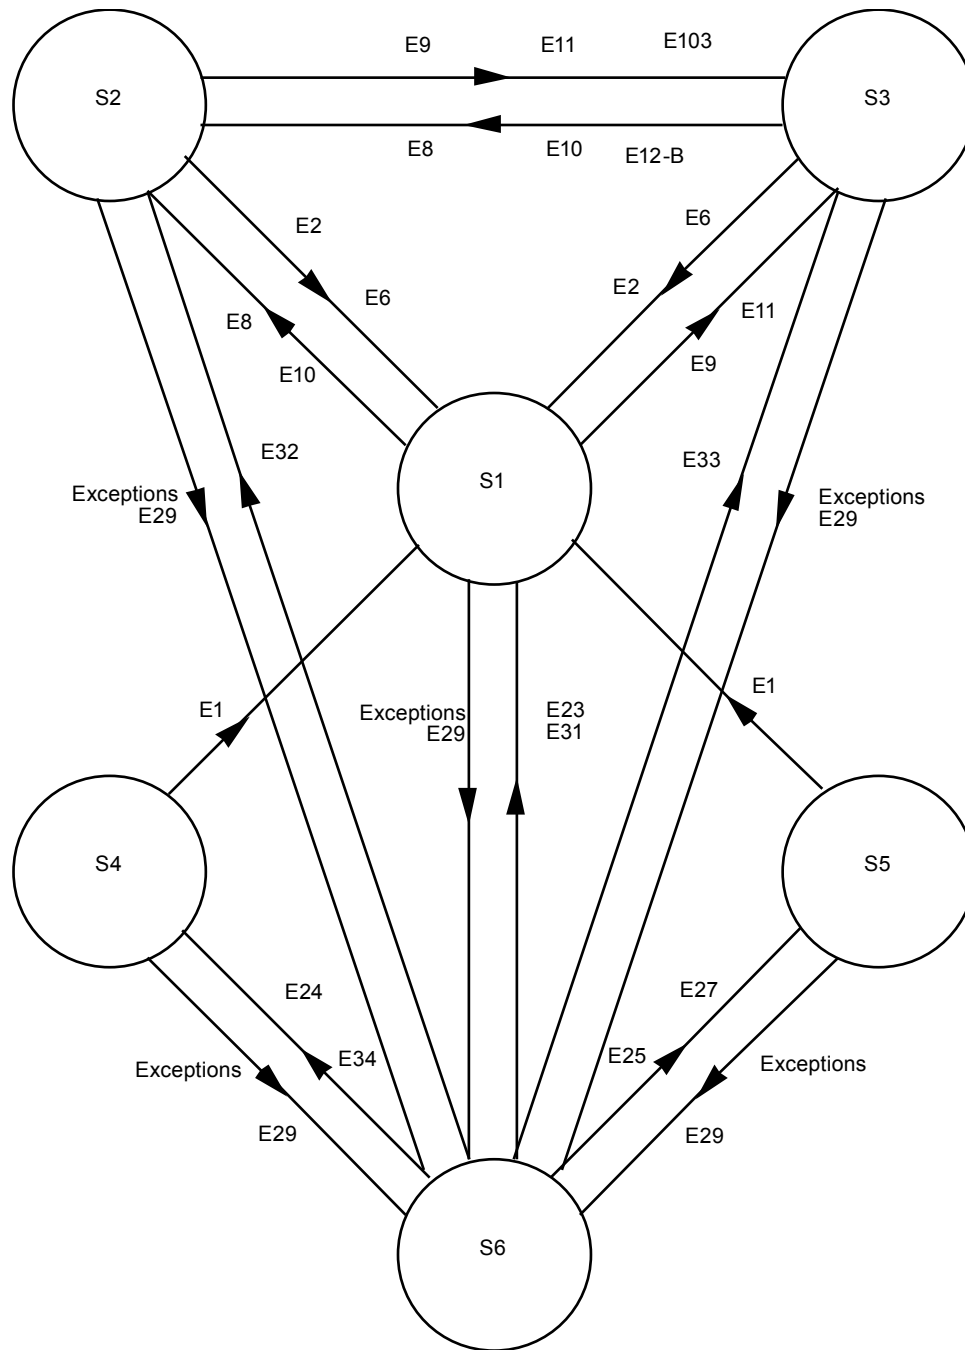 E9 E11 E103
S2 S3
E8 E10 E12-B
E2 E6
E6 E2
E8 E11
E10 E9
E32 E33
S1
Exceptions
E29
Exceptions
E29
E1 E1
Exceptions
E29
E23
E31
S4 S5
E24 E27
E34 E25
Exceptions Exceptions
E29 E29
S6